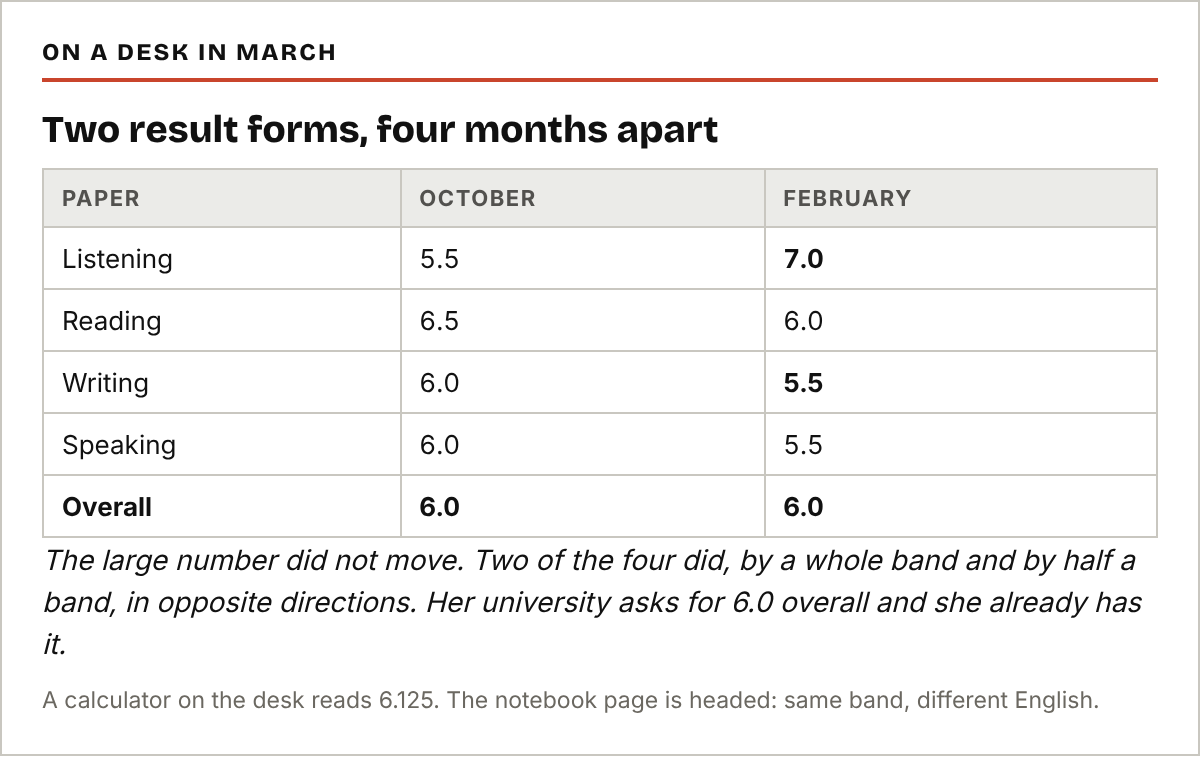 ON A DESK IN MARCH
Two result forms, four months apart
PAPER OCTOBER FEBRUARY
Listening 5.5 7.0
Reading 6.5 6.0
Writing 6.0 5.5
Speaking 6.0 5.5
Overall 6.0 6.0
The large number did not move. Two of the four did, by a whole band and by half a
band, in opposite directions. Her university asks for 6.0 overall and she already has
it.
A calculator on the desk reads 6.125. The notebook page is headed: same band, different English.